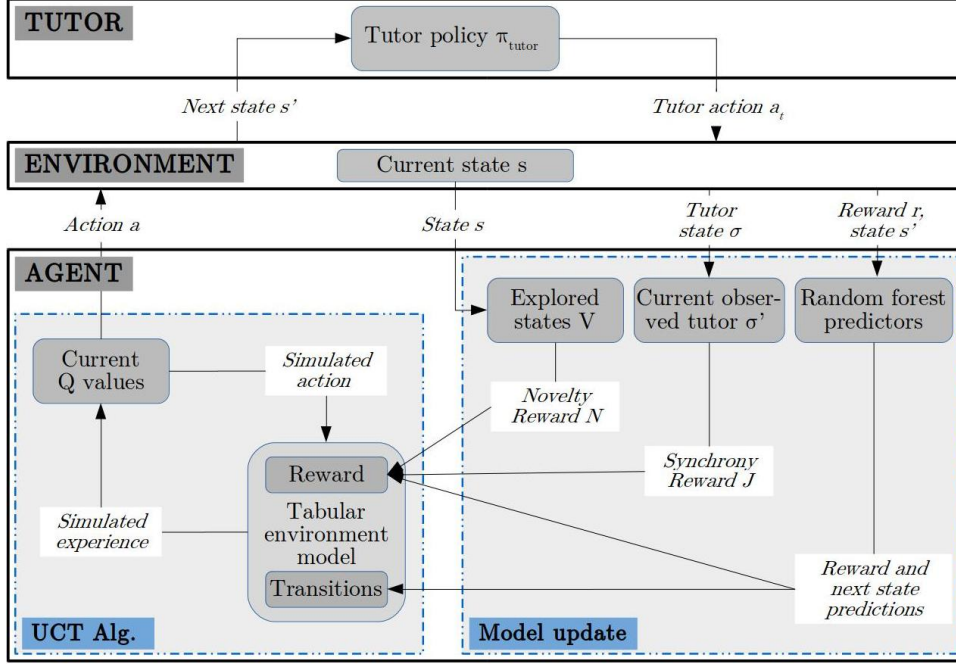 TUTOR
Tutor policy π_tutor
Next state s'
Tutor action a_t
ENVIRONMENT
Current state s
Action a
State s
Tutor
state σ
Reward r,
state s'
AGENT
Explored
states V
Current obser-
ved tutor σ'
Random forest
predictors
Current
Q values
Simulated
action
Novelty
Reward N
Reward
Synchrony
Reward J
Tabular
environment
model
Simulated
experience
Transitions
Reward and
next state
predictions
UCT Alg.
Model update